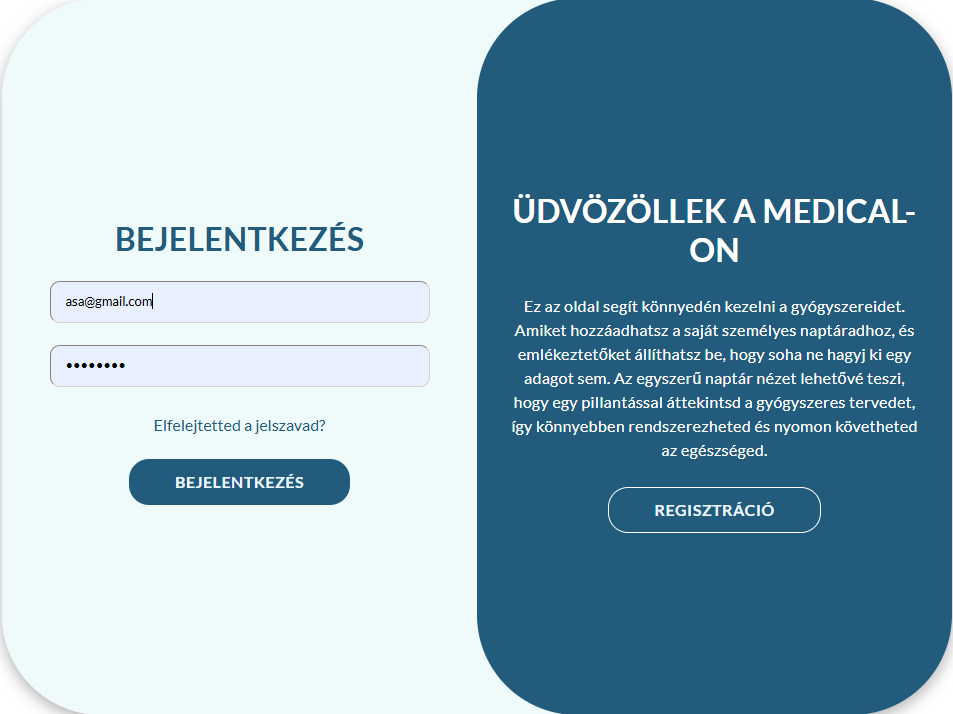 BEJELENTKEZÉS
asa@gmail.com
••••••••
Elfelejtetted a jelszavad?
BEJELENTKEZÉS
ÜDVÖZÖLLEK A MEDICAL-
ON
Ez az oldal segít könnyedén kezelni a gyógyszereidet.
Amiket hozzáadhatsz a saját személyes naptáradhoz, és
emlékeztetőket állíthatsz be, hogy soha ne hagyj ki egy
adagot sem. Az egyszerű naptár nézet lehetővé teszi,
hogy egy pillantással áttekintsd a gyógyszeres tervedet,
így könnyebben rendszerezheted és nyomon követheted
az egészséged.
REGISZTRÁCIÓ